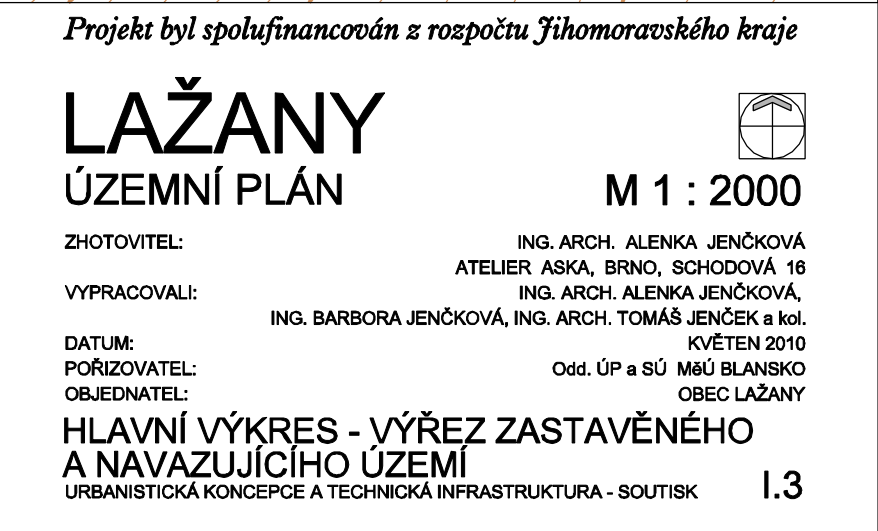 Projekt byl spolufinancován z rozpočtu Jihomoravského kraje
LAŽANY
ÚZEMNÍ PLÁN M 1 : 2000
ZHOTOVITEL: ING. ARCH. ALENKA JENČKOVÁ
ATELIER ASKA, BRNO, SCHODOVÁ 16
VYPRACOVALI: ING. ARCH. ALENKA JENČKOVÁ,
ING. BARBORA JENČKOVÁ, ING. ARCH. TOMÁŠ JENČEK a kol.
DATUM: KVĚTEN 2010
POŘIZOVATEL: Odd. ÚP a SÚ MěÚ BLANSKO
OBJEDNATEL: OBEC LAŽANY
HLAVNÍ VÝKRES - VÝŘEZ ZASTAVĚNÉHO
A NAVAZUJÍCÍHO ÚZEMÍ
URBANISTICKÁ KONCEPCE A TECHNICKÁ INFRASTRUKTURA - SOUTISK I.3